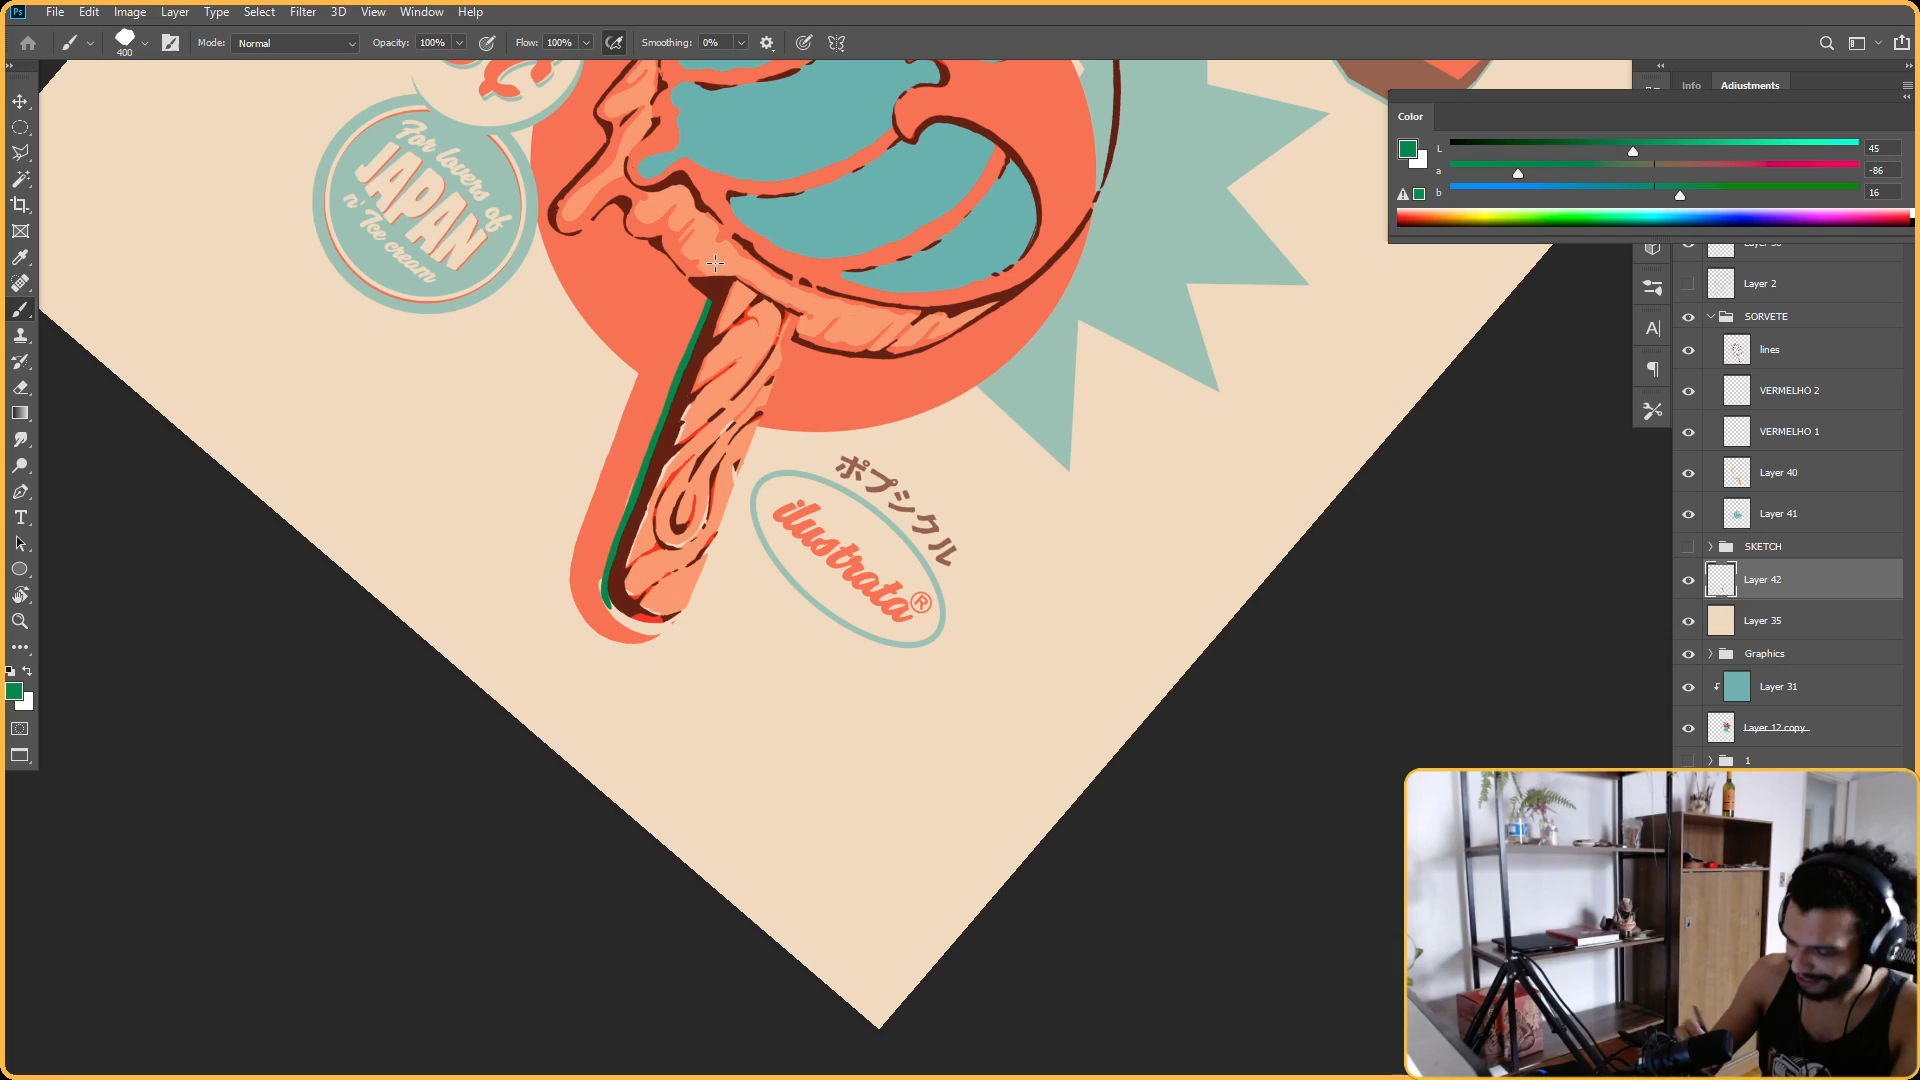 Ps File Edit Image Layer Type Select Filter 3D View Window Help
400 Mode: Normal Opacity: 100% Flow: 100% Smoothing: 0%
Info Adjustments
Color
L 45
a -86
b 16
Layer 2
SORVETE
lines
VERMELHO 2
VERMELHO 1
Layer 40
Layer 41
SKETCH
Layer 42
Layer 35
Graphics
Layer 31
Layer 12 copy
1
For lovers of
JAPAN
n' Ice cream
ポプシクル
ilustrata®